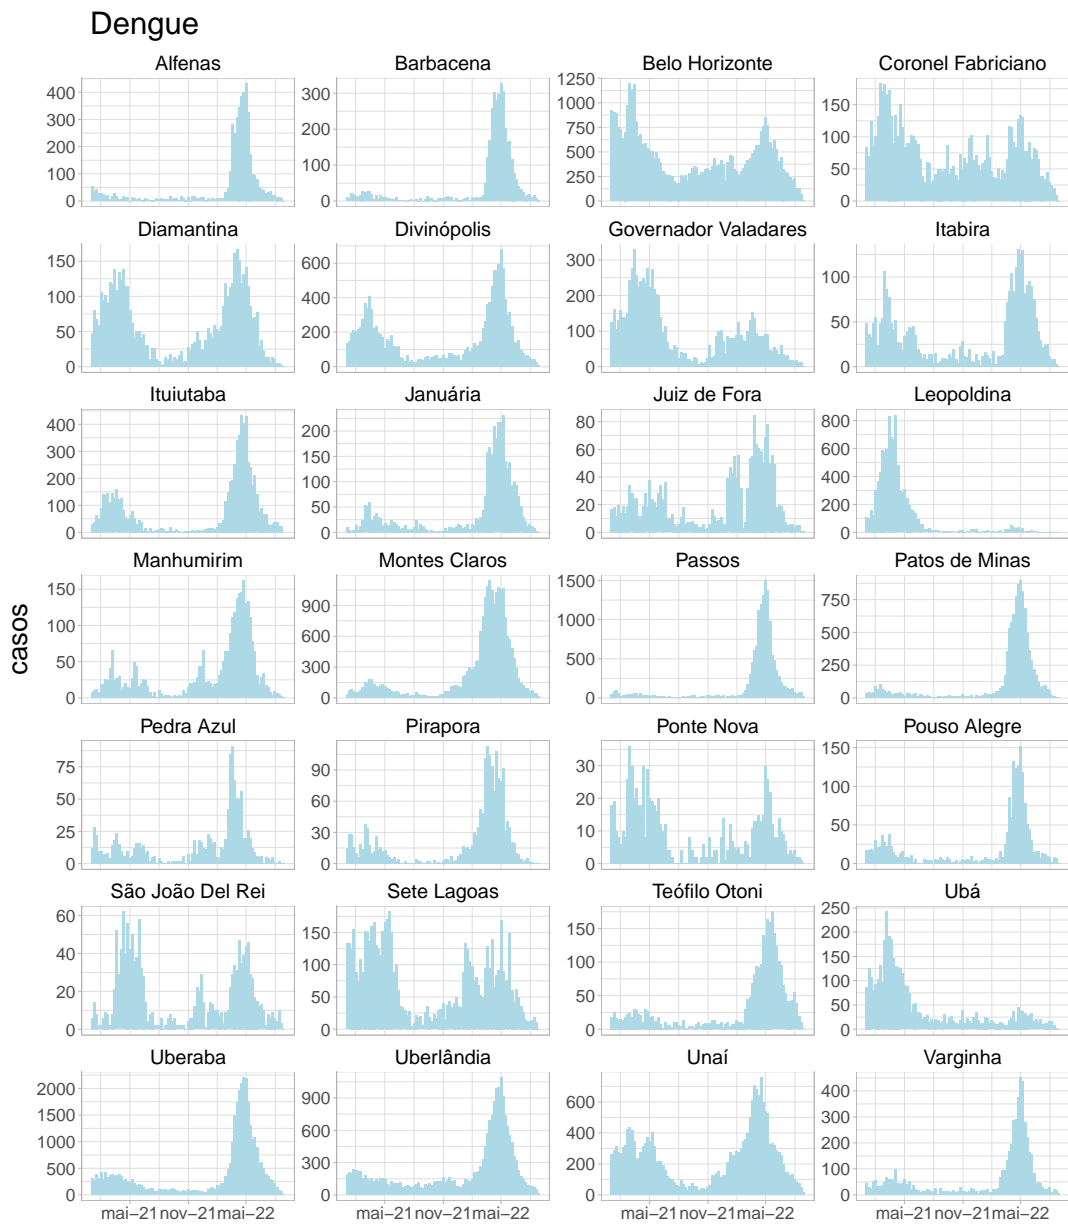 Dengue
Alfenas Barbacena Belo Horizonte Coronel Fabriciano
400 300 200 100 0
300 200 100 0
1250 1000 750 500 250 0
150 100 50 0
Diamantina Divinópolis Governador Valadares Itabira
150 100 50 0
600 400 200 0
300 200 100 0
100 50 0
Ituiutaba Januária Juiz de Fora Leopoldina
400 300 200 100 0
200 150 100 50 0
80 60 40 20 0
800 600 400 200 0
casos
Manhumirim Montes Claros Passos Patos de Minas
150 100 50 0
900 600 300 0
1500 1000 500 0
750 500 250 0
Pedra Azul Pirapora Ponte Nova Pouso Alegre
75 50 25 0
90 60 30 0
30 20 10 0
150 100 50 0
São João Del Rei Sete Lagoas Teófilo Otoni Ubá
60 40 20 0
150 100 50 0
150 100 50 0
250 200 150 100 50 0
Uberaba Uberlândia Unaí Varginha
2000 1500 1000 500 0
900 600 300 0
600 400 200 0
400 300 200 100 0
mai–21 nov–21 mai–22 mai–21 nov–21 mai–22 mai–21 nov–21 mai–22 mai–21 nov–21 mai–22